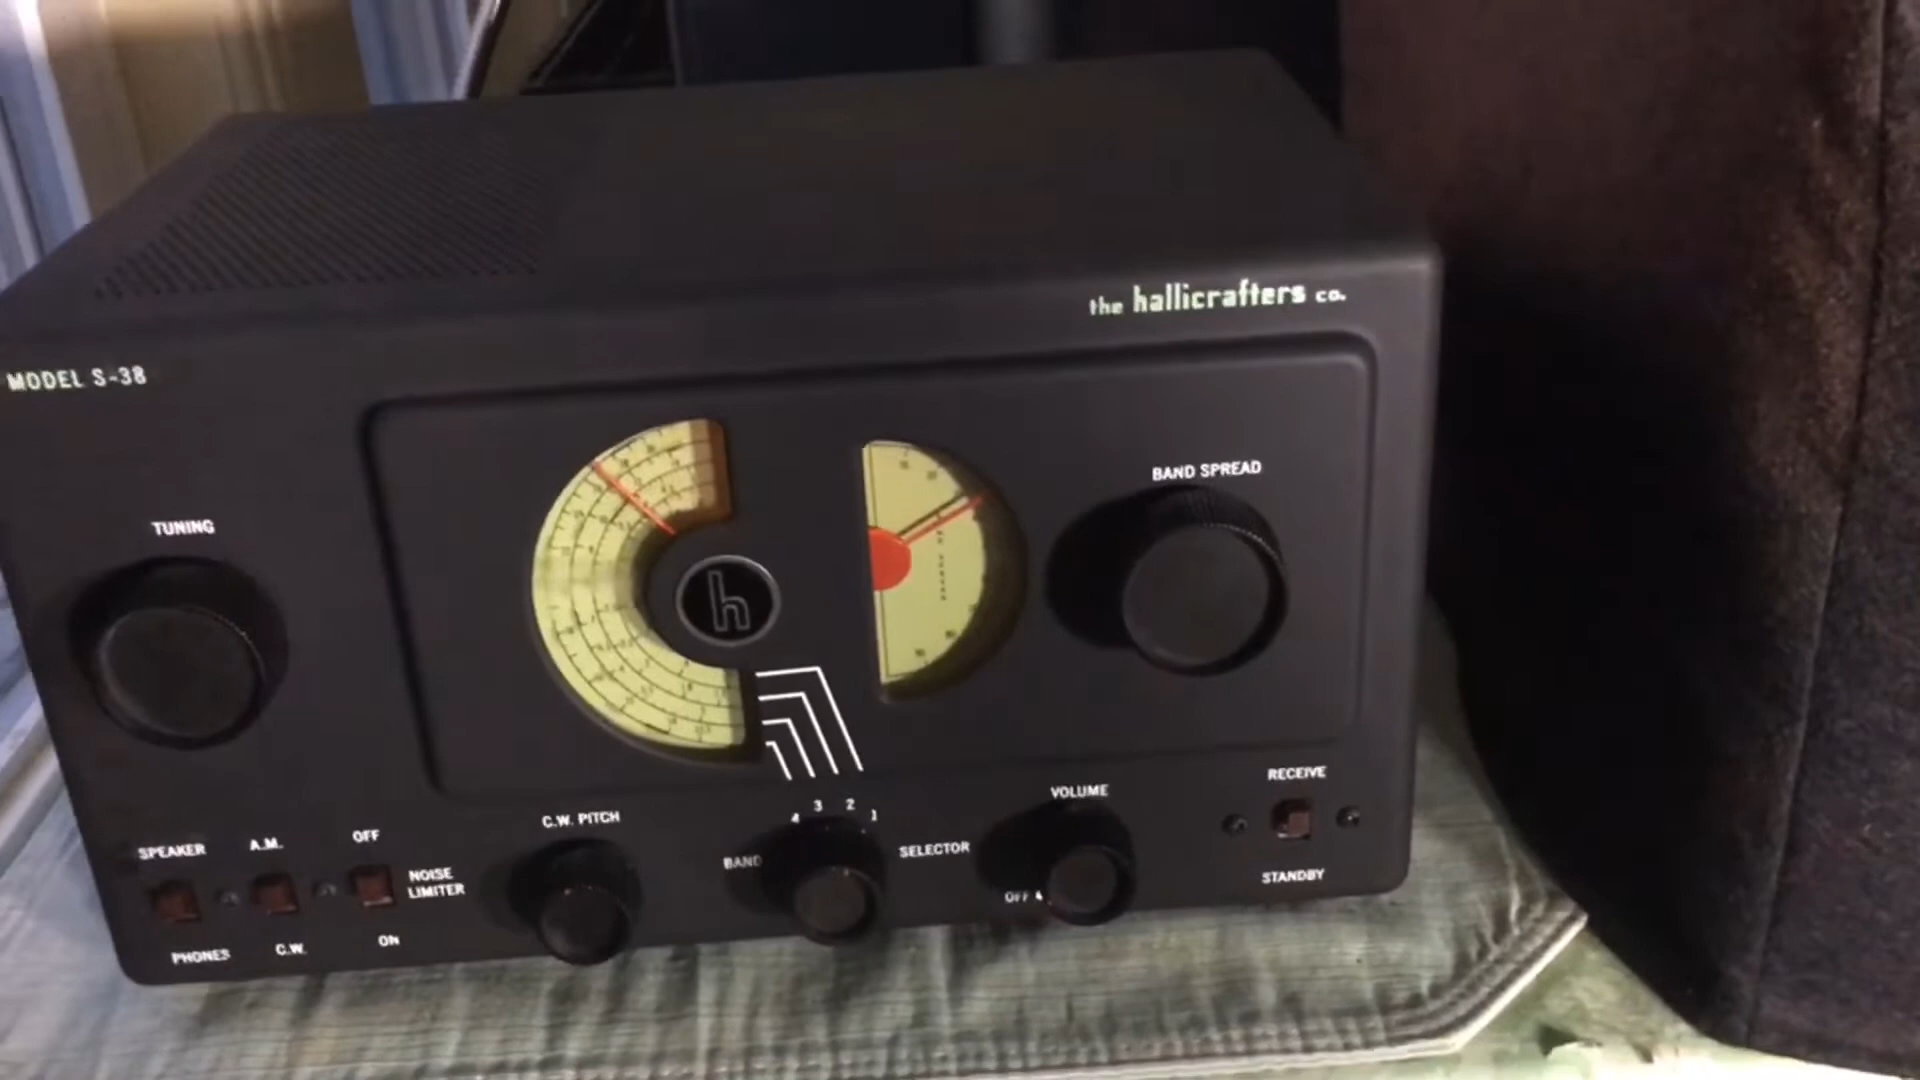 the hallicrafters co.
MODEL S-38
BAND SPREAD
TUNING
h
RECEIVE
VOLUME
C.W. PITCH
4 3 2 1
SPEAKER
A.M.
OFF
NOISE
LIMITER
BAND
SELECTOR
OFF
STANDBY
PHONES
C.W.
ON